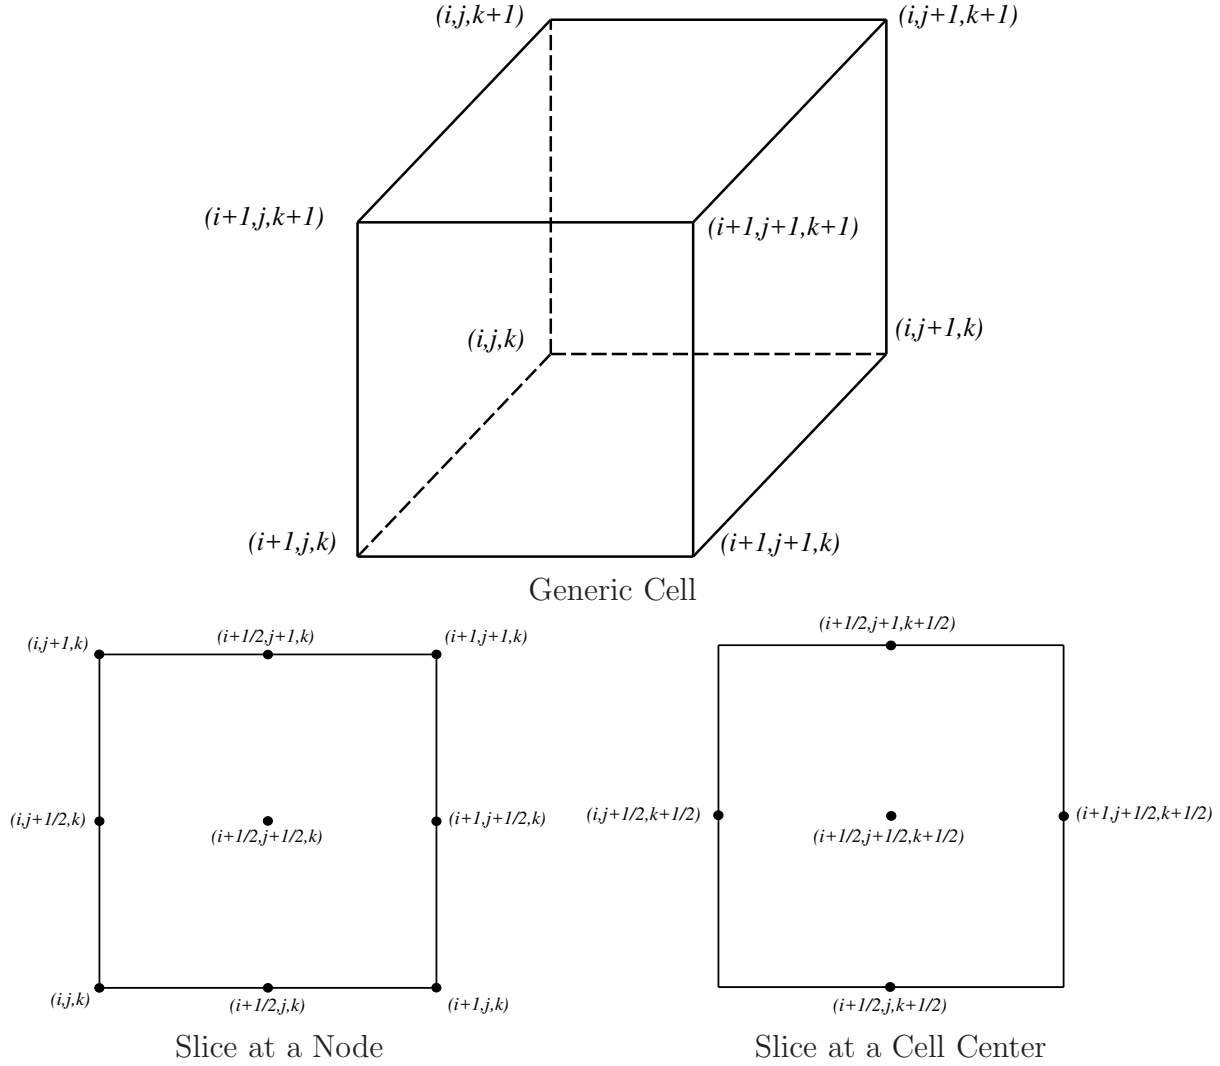 (i,j,k+1)
(i,j+1,k+1)
(i+1,j,k+1)
(i+1,j+1,k+1)
(i,j,k)
(i,j+1,k)
(i+1,j,k)
(i+1,j+1,k)
Generic Cell
(i,j+1,k)
(i+1/2,j+1,k)
(i+1,j+1,k)
(i,j+1/2,k)
(i+1/2,j+1/2,k)
(i+1,j+1/2,k)
(i,j,k)
(i+1/2,j,k)
(i+1,j,k)
Slice at a Node
(i+1/2,j+1,k+1/2)
(i,j+1/2,k+1/2)
(i+1/2,j+1/2,k+1/2)
(i+1,j+1/2,k+1/2)
(i+1/2,j,k+1/2)
Slice at a Cell Center